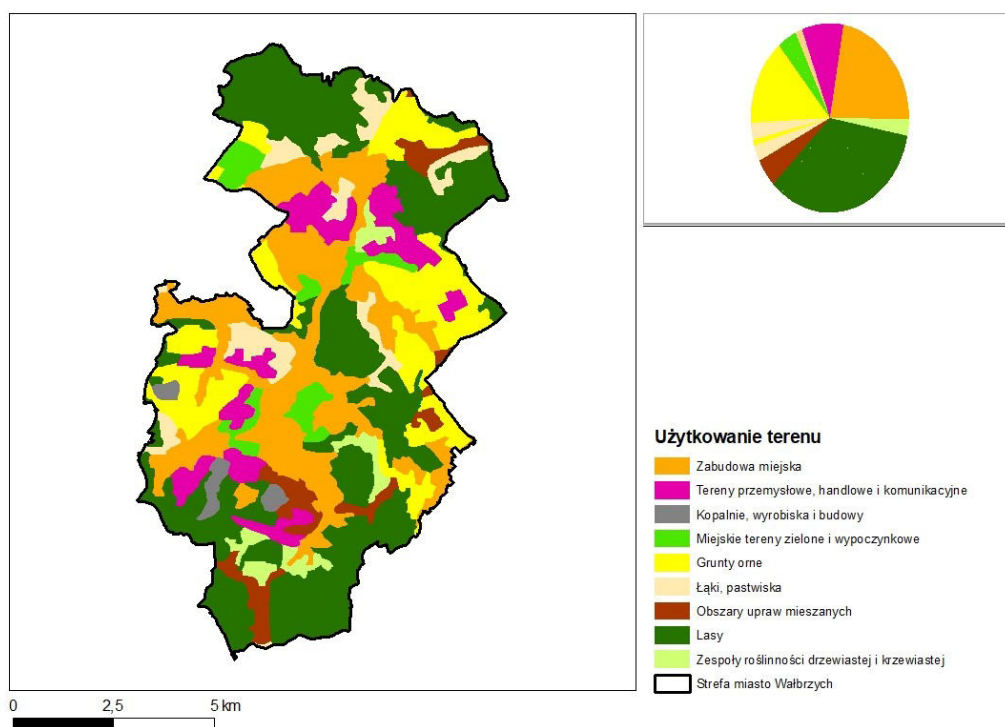 Użytkowanie terenu
Zabudowa miejska
Tereny przemysłowe, handlowe i komunikacyjne
Kopalnie, wyrobiska i budowy
Miejskie tereny zielone i wypoczynkowe
Grunty orne
Łąki, pastwiska
Obszary upraw mieszanych
Lasy
Zespoły roślinności drzewiastej i krzewiastej
Strefa miasto Wałbrzych
0 2,5 5 km